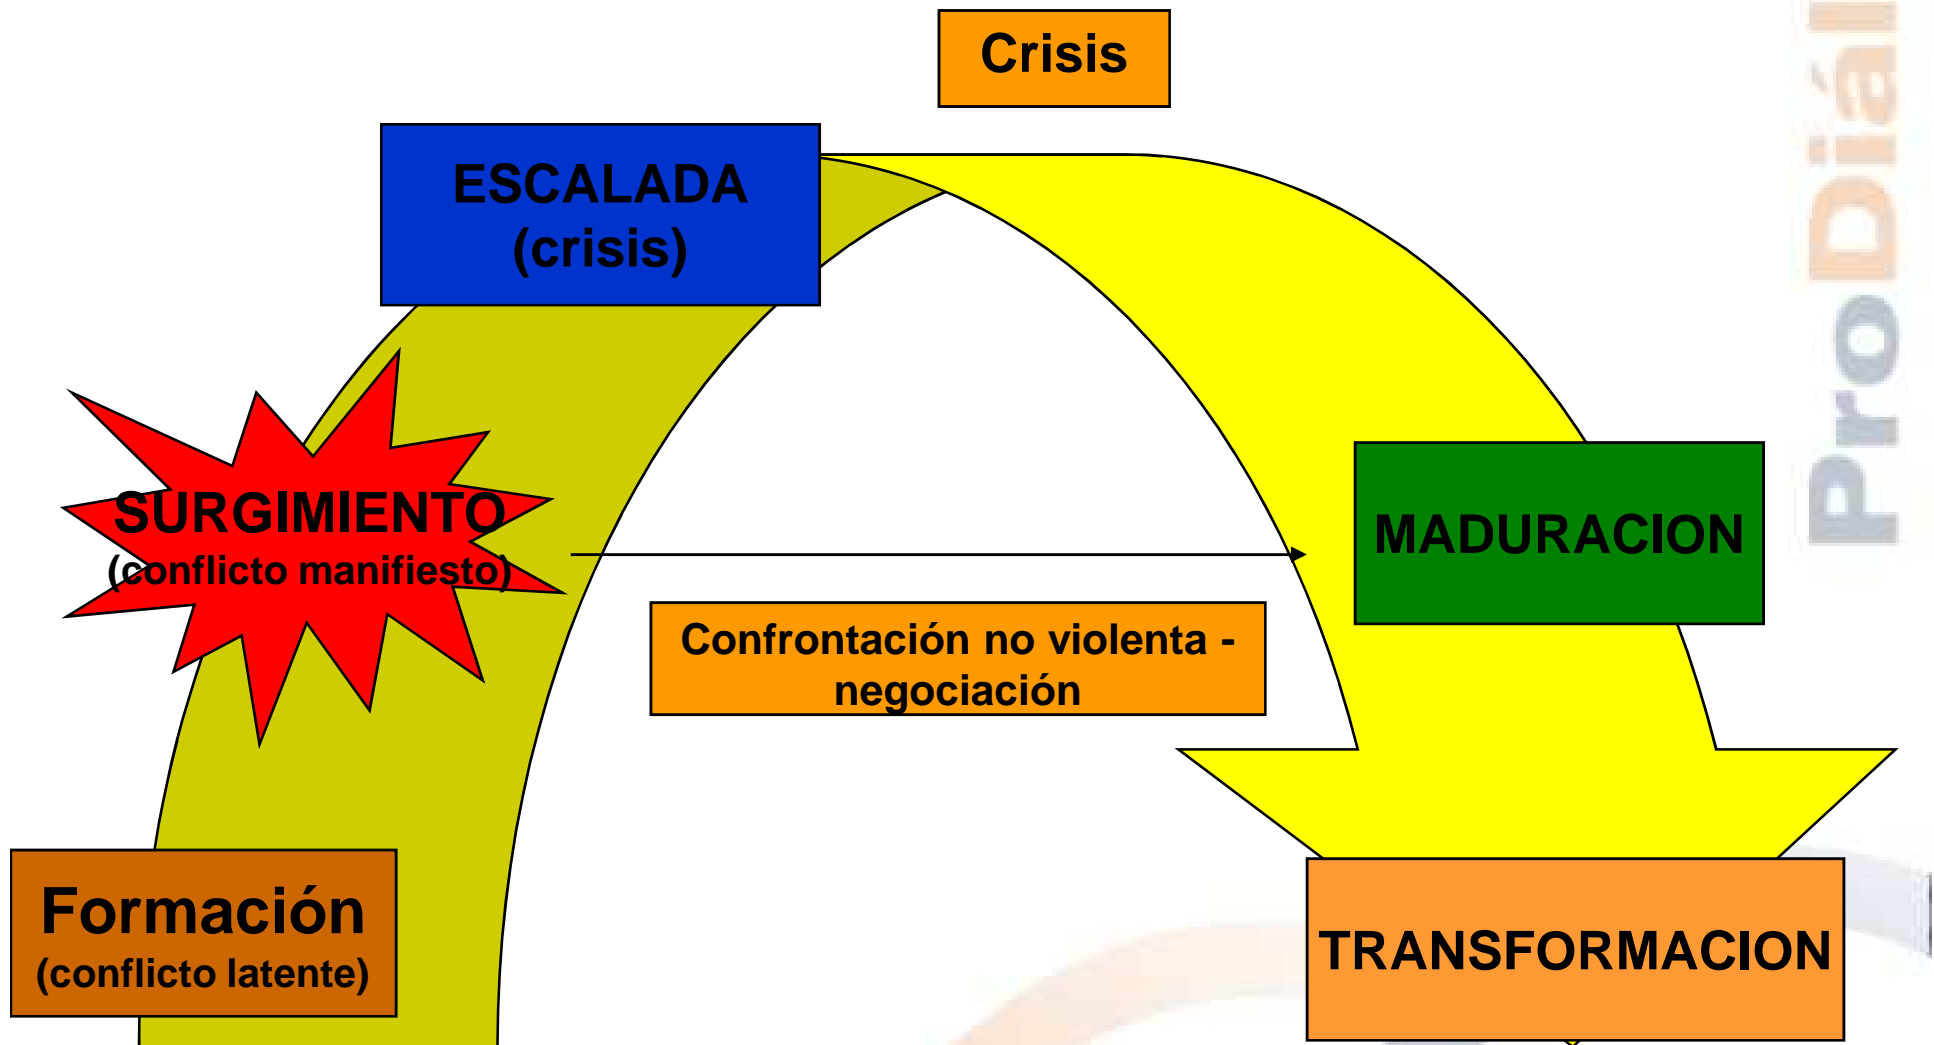 Crisis
ESCALADA
(crisis)
SURGIMIENTO
(conflicto manifiesto)
MADURACION
Confrontación no violenta -
negociación
Formación
(conflicto latente)
TRANSFORMACION
ProDiál